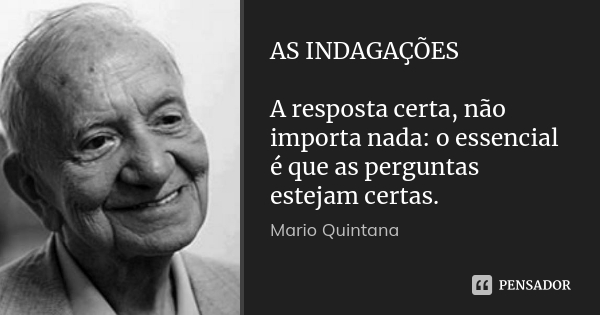 AS INDAGAÇÕES
A resposta certa, não
importa nada: o essencial
é que as perguntas
estejam certas.
Mario Quintana
PENSADOR